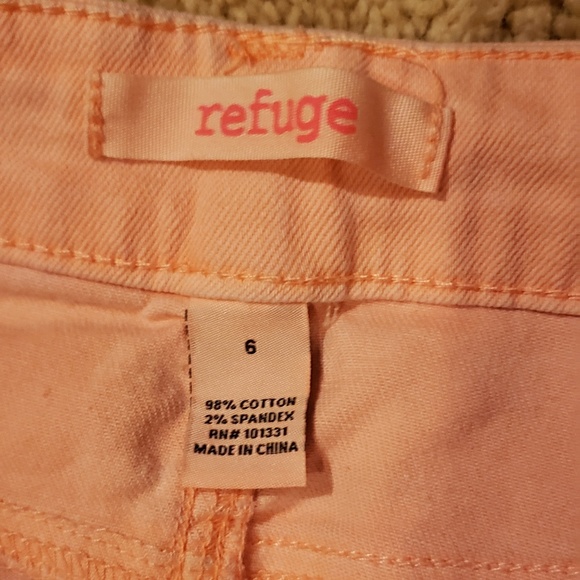 refuge
6
98% COTTON
2% SPANDEX
RN# 101331
MADE IN CHINA